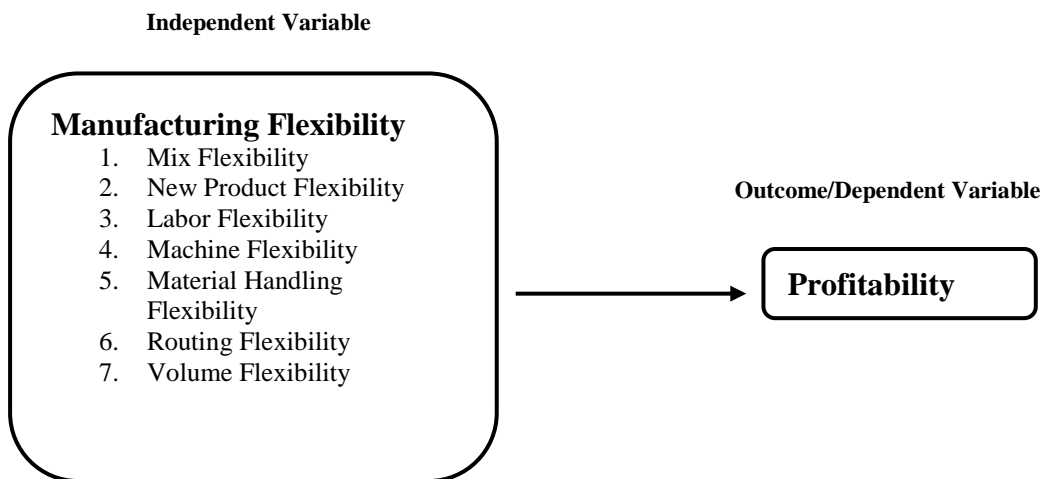 Independent Variable
Manufacturing Flexibility
1. Mix Flexibility
2. New Product Flexibility
3. Labor Flexibility
4. Machine Flexibility
5. Material Handling
Flexibility
6. Routing Flexibility
7. Volume Flexibility
Outcome/Dependent Variable
Profitability